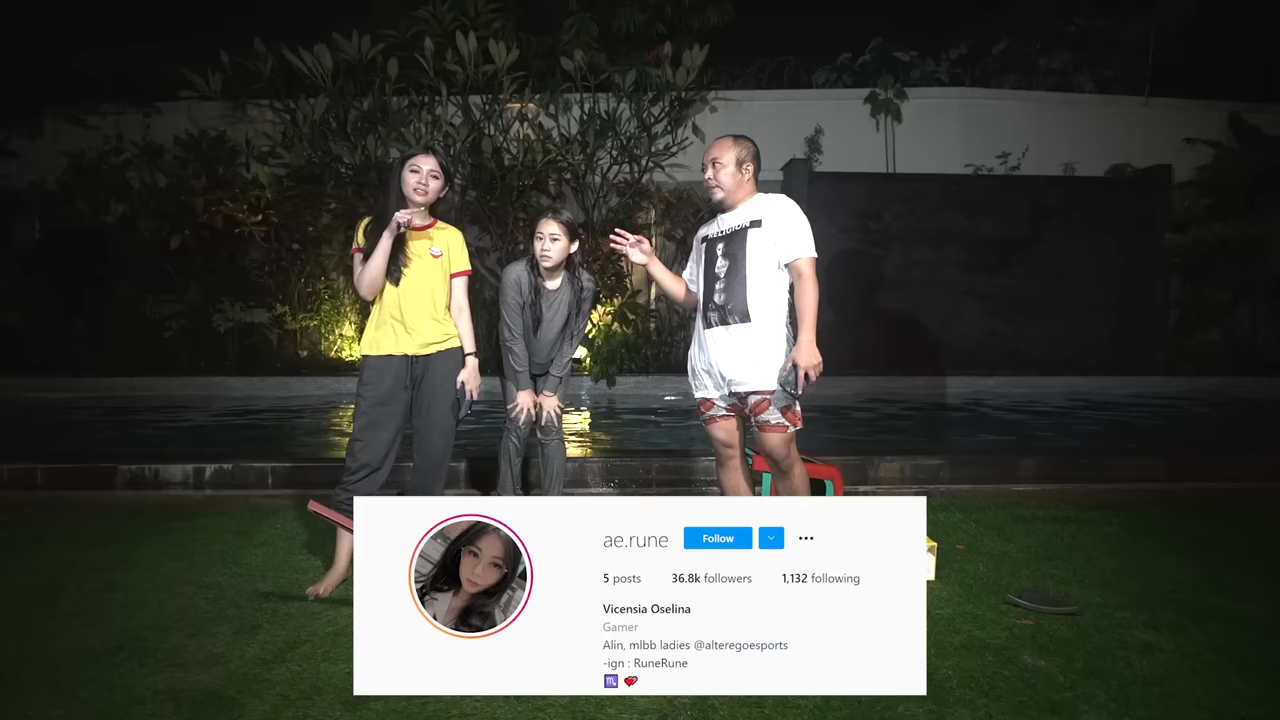 RELIGION
ae.rune Follow
5 posts 36.8k followers 1,132 following
Vicensia Oselina
Gamer
Alin, mlbb ladies @alteregoesports
-ign : RuneRune